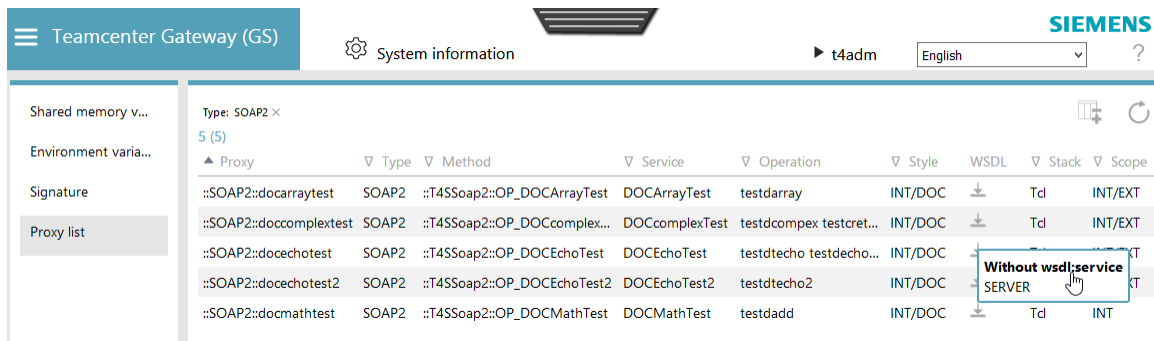 SIEMENS
Teamcenter Gateway (GS)
System information
t4adm
English
?
Shared memory v...
Environment varia...
Signature
Proxy list
Type: SOAP2 ×
5 (5)
Proxy Type Method Service Operation Style WSDL Stack Scope
::SOAP2::docarraytest SOAP2 ::T4SSoap2::OP_DOCArrayTest DOCArrayTest testdarray INT/DOC Tcl INT/EXT
::SOAP2::doccomplextest SOAP2 ::T4SSoap2::OP_DOCcomplex... DOCcomplexTest testdcompex testcret... INT/DOC Tcl INT/EXT
::SOAP2::docechotest SOAP2 ::T4SSoap2::OP_DOCEchoTest DOCEchoTest testdtecho testdecho... INT/DOC
::SOAP2::docechotest2 SOAP2 ::T4SSoap2::OP_DOCEchoTest2 DOCEchoTest2 testdtecho2 INT/DOC
Without wsdl:service
SERVER
::SOAP2::docmathtest SOAP2 ::T4SSoap2::OP_DOCMathTest DOCMathTest testdadd INT/DOC Tcl INT